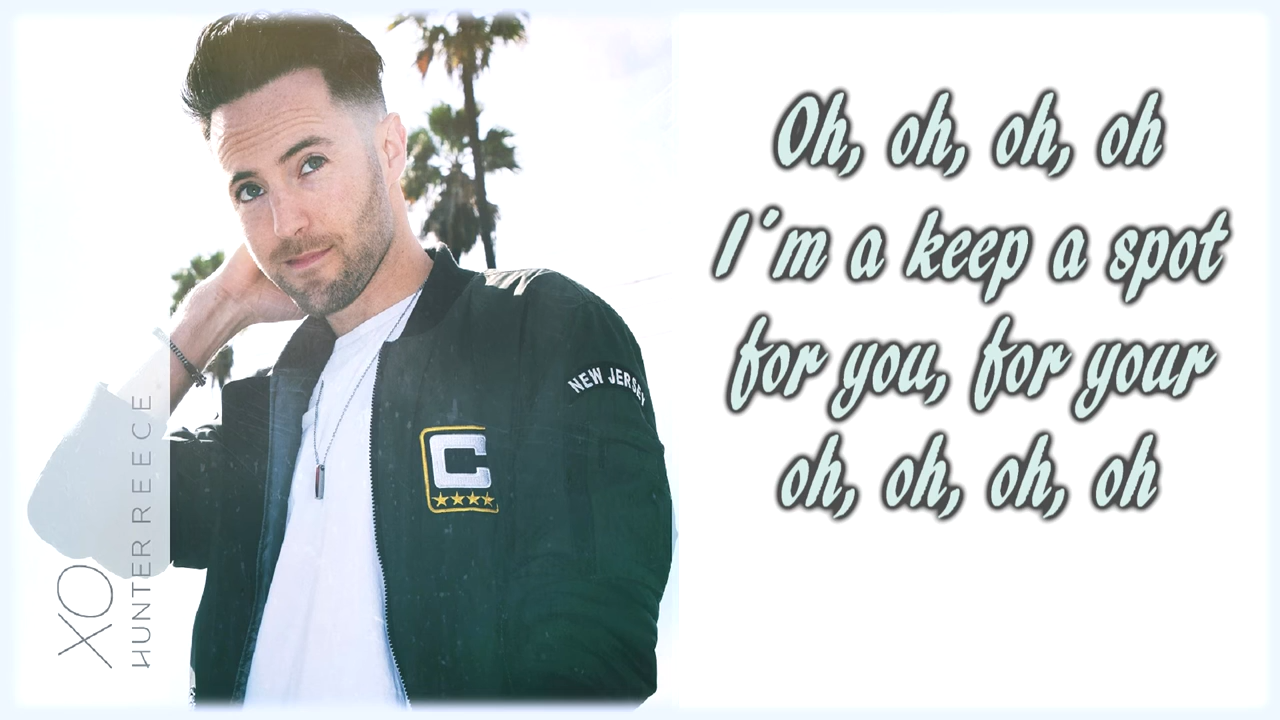 Oh, oh, oh, oh
I´m a keep a spot
for you, for your
oh, oh, oh, oh
NEW JERSEY
C
XO
HUNTER REECE